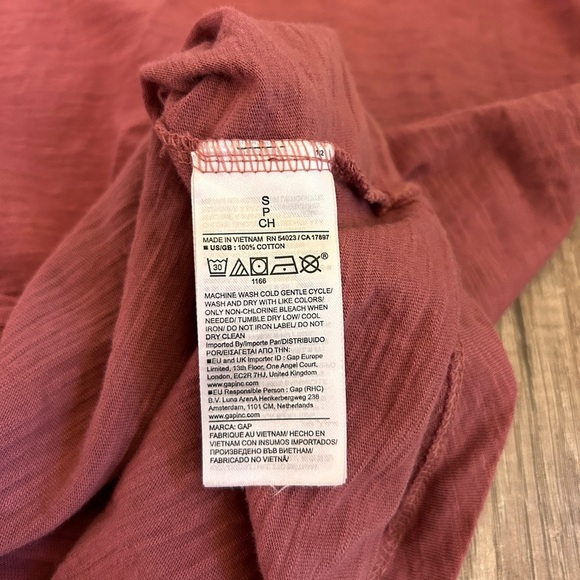 12
S
P
CH
MADE IN VIETNAM RN 54023 / CA 17897
■ US/GB : 100% COTTON
30
®
1166
MACHINE WASH COLD GENTLE CYCLE/
WASH AND DRY WITH LIKE COLORS/
ONLY NON-CHLORINE BLEACH WHEN
NEEDED/ TUMBLE DRY LOW/ COOL
IRON/ DO NOT IRON LABEL/ DO NOT
DRY CLEAN
Imported By/Importe Par/DISTRIBUIDO
POR/ΕΙΣΑΓΕΤΑΙ ΑΠΟ ΤΗΝ:
■ EU and UK Importer ID : Gap Europe
Limited, 13th Floor, One Angel Court,
London, EC2R 7HJ, United Kingdom
www.gapinc.com
■ EU Responsible Person : Gap (RHC)
B.V. Luna ArenA Herikerbergweg 238
Amsterdam, 1101 CM, Netherlands
www.gapinc.com
MARCA: GAP
FABRIQUE AU VIETNAM/ HECHO EN
VIETNAM CON INSUMOS IMPORTADOS/
ПРОИЗВЕДЕНО ВЪВ ВИЕТНАМ/
FABRICADO NO VIETNÃ/